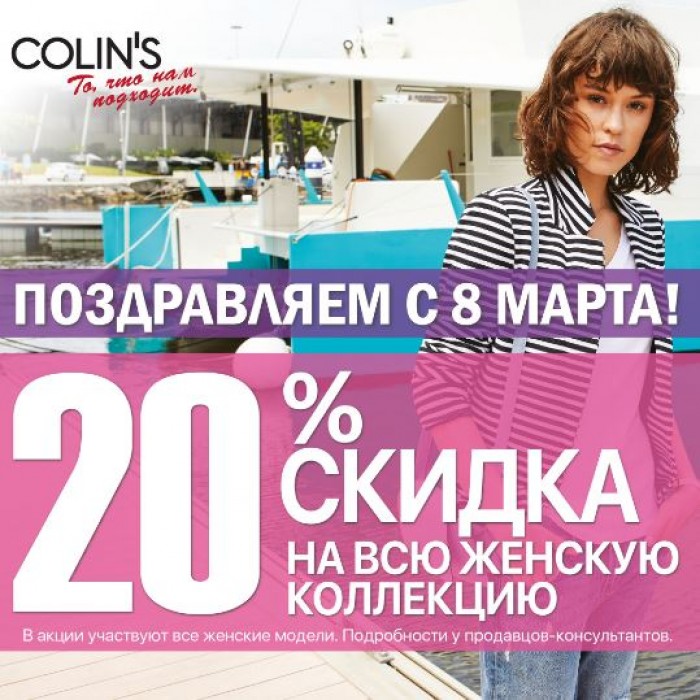 COLIN'S
То, что нам
подходит.
ПОЗДРАВЛЯЕМ С 8 МАРТА!
20%
СКИДКА
НА ВСЮ ЖЕНСКУЮ
КОЛЛЕКЦИЮ
В акции участвуют все женские модели. Подробности у продавцов-консультантов.